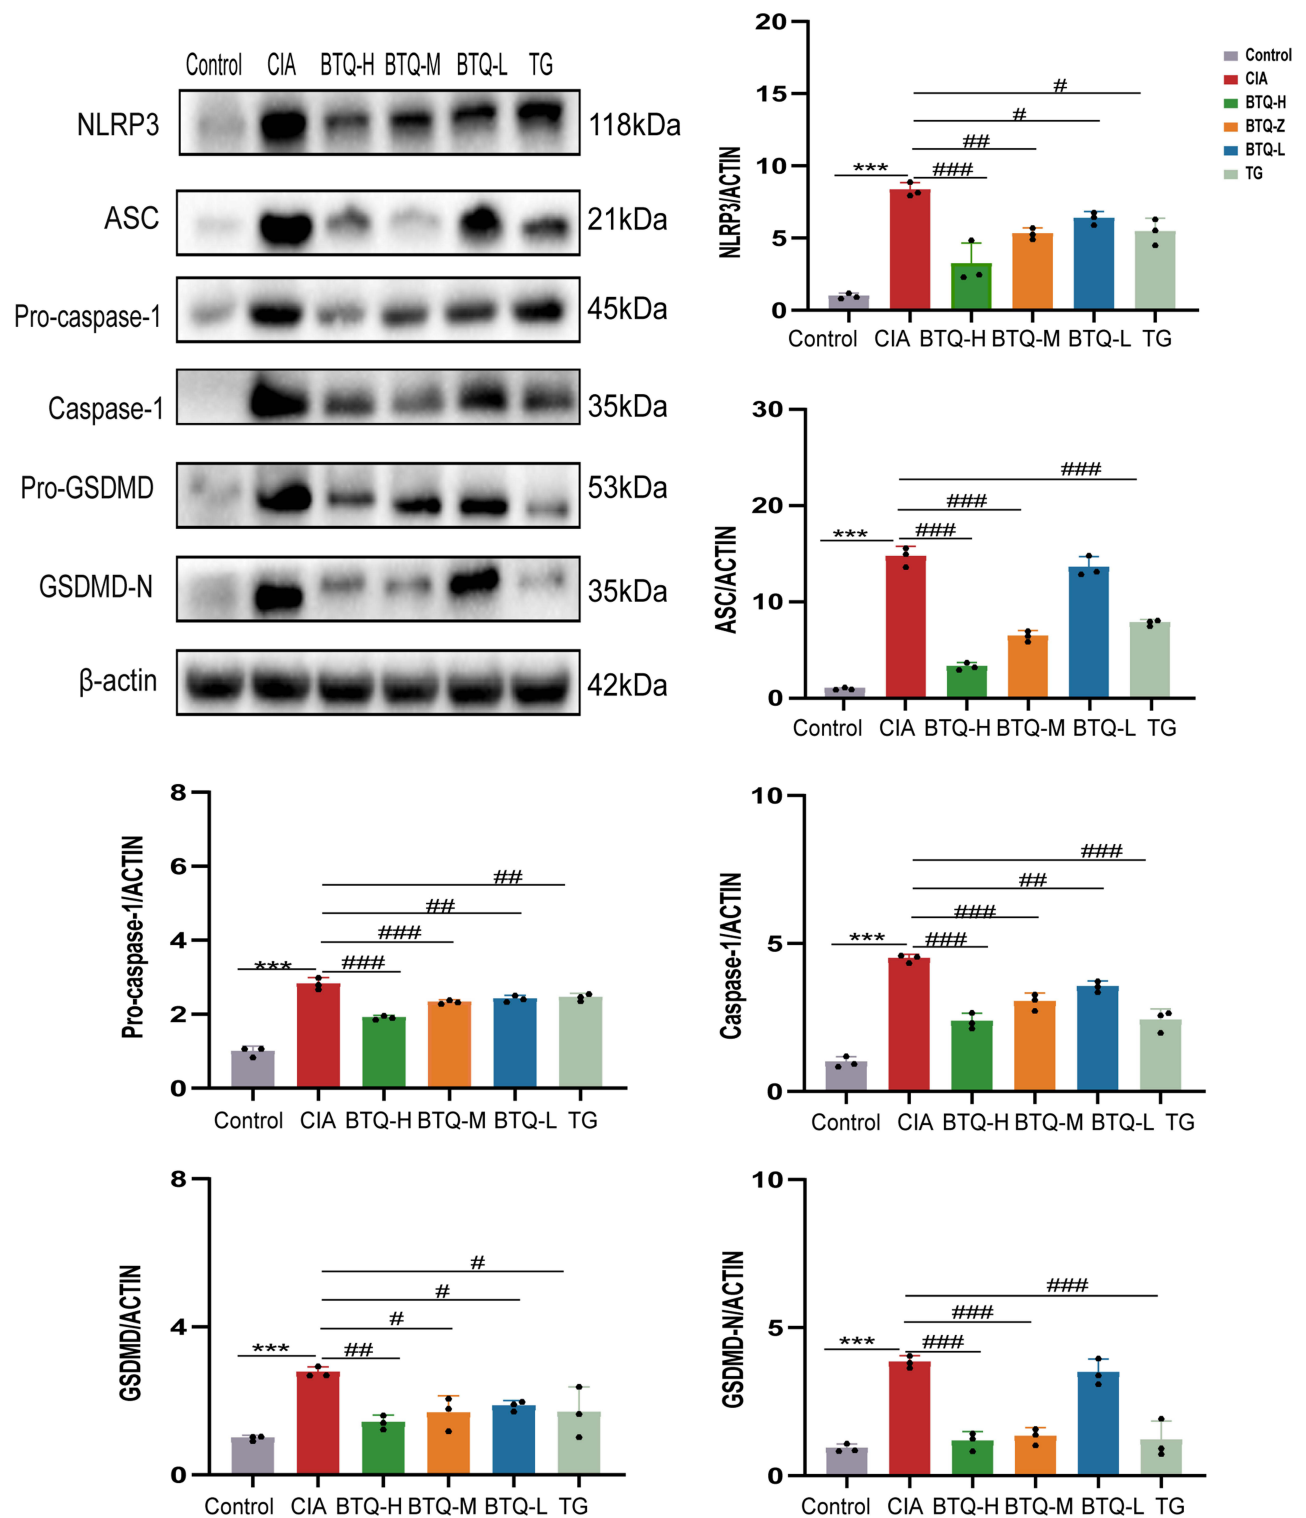 Control CIA BTQ-H BTQ-M BTQ-L TG
NLRP3 118kDa
ASC 21kDa
Pro-caspase-1 45kDa
Caspase-1 35kDa
Pro-GSDMD 53kDa
GSDMD-N 35kDa
β-actin 42kDa
NLRP3/ACTIN
20
15
10
5
0
#
#
##
*** ###
Control CIA BTQ-H BTQ-M BTQ-L TG
Control
CIA
BTQ-H
BTQ-Z
BTQ-L
TG
ASC/ACTIN
30
20
10
0
###
###
*** ###
Control CIA BTQ-H BTQ-M BTQ-L TG
Pro-caspase-1/ACTIN
8
6
4
2
0
##
##
###
*** ###
Control CIA BTQ-H BTQ-M BTQ-L TG
Caspase-1/ACTIN
10
5
0
###
##
###
*** ###
Control CIA BTQ-H BTQ-M BTQ-L TG
GSDMD/ACTIN
8
4
0
#
#
#
*** ##
Control CIA BTQ-H BTQ-M BTQ-L TG
GSDMD-N/ACTIN
10
5
0
###
###
*** ###
Control CIA BTQ-H BTQ-M BTQ-L TG